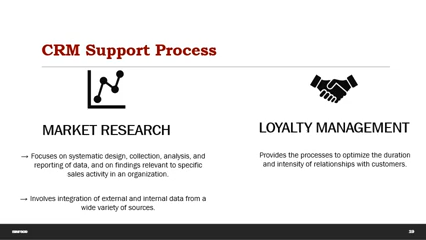 CRM Support Process
MARKET RESEARCH
→ Focuses on systematic design, collection, analysis, and
reporting of data, and on findings relevant to specific
sales activity in an organization.
→ Involves integration of external and internal data from a
wide variety of sources.
LOYALTY MANAGEMENT
Provides the processes to optimize the duration
and intensity of relationships with customers.